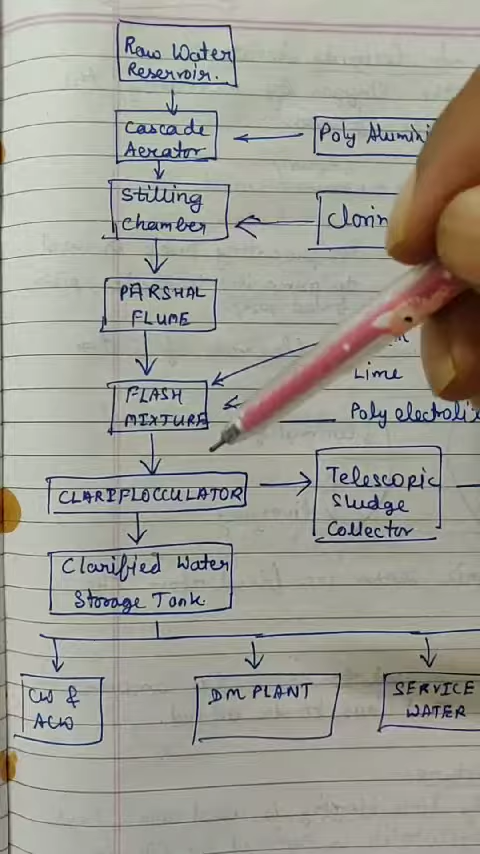 Raw Water
Reservoir.
Cascade
Aerator
Poly
Stilling
Chamber
PARSHAL
FLUME
FLASH
MIXTURE
Lime
CLARIFLOCCULATOR
Telescopic
Sludge
Collector
Clarified Water
Storage Tank.
CW &
ACW
DM PLANT
SERVICE
WATER